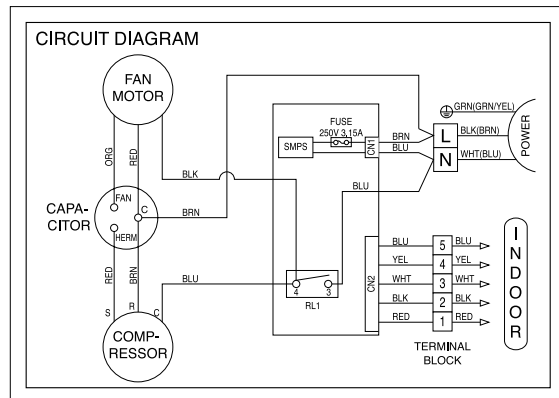 CIRCUIT DIAGRAM
FAN
MOTOR
ORG
RED
BLK
CAPA-
CITOR
FAN
C
HERM
BRN
RED
BRN
BLU
S
R
C
COMP-
RESSOR
FUSE
250V 3.15A
SMPS
CN1
BRN
BLU
L
N
GRN(GRN/YEL)
BLK(BRN)
WHT(BLU)
POWER
BLU
4
3
RL1
CN2
BLU 5 BLU
YEL 4 YEL
WHT 3 WHT
BLK 2 BLK
RED 1 RED
TERMINAL
BLOCK
INDOOR